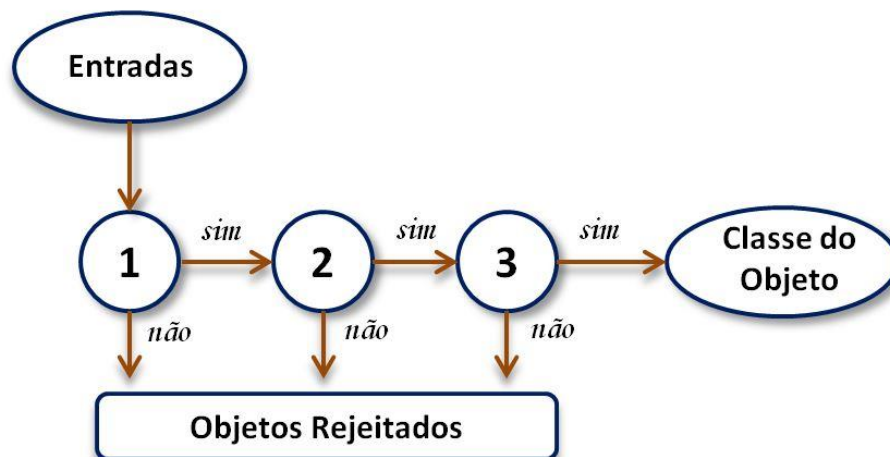 Entradas
1
sim
2
sim
3
sim
Classe do
Objeto
não
não
não
Objetos Rejeitados